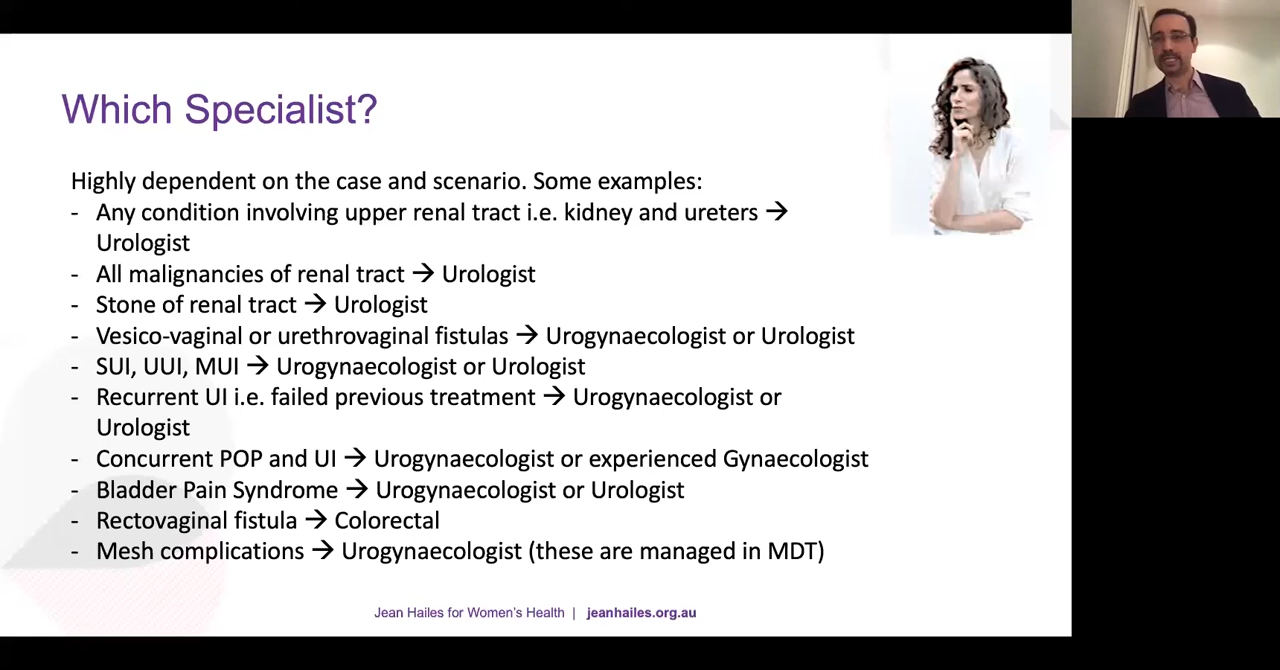 Which Specialist?
Highly dependent on the case and scenario. Some examples:
- Any condition involving upper renal tract i.e. kidney and ureters →
Urologist
- All malignancies of renal tract → Urologist
- Stone of renal tract → Urologist
- Vesico-vaginal or urethrovaginal fistulas → Urogynaecologist or Urologist
- SUI, UUI, MUI → Urogynaecologist or Urologist
- Recurrent UI i.e. failed previous treatment → Urogynaecologist or
Urologist
- Concurrent POP and UI → Urogynaecologist or experienced Gynaecologist
- Bladder Pain Syndrome → Urogynaecologist or Urologist
- Rectovaginal fistula → Colorectal
- Mesh complications → Urogynaecologist (these are managed in MDT)
Jean Hailes for Women's Health | jeanhailes.org.au